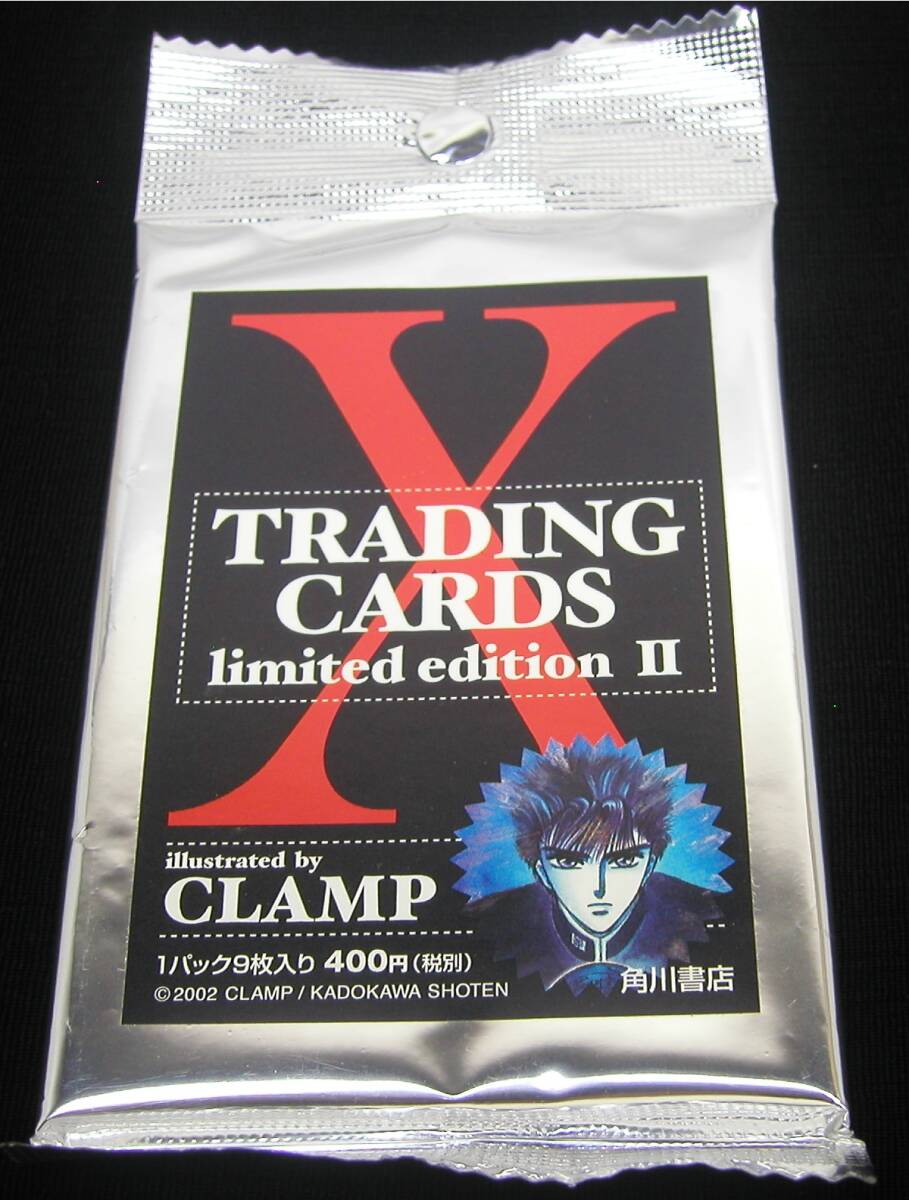 X
TRADING
CARDS
limited edition II
illustrated by
CLAMP
1パック9枚入り 400円(税別)
©2002 CLAMP / KADOKAWA SHOTEN
角川書店